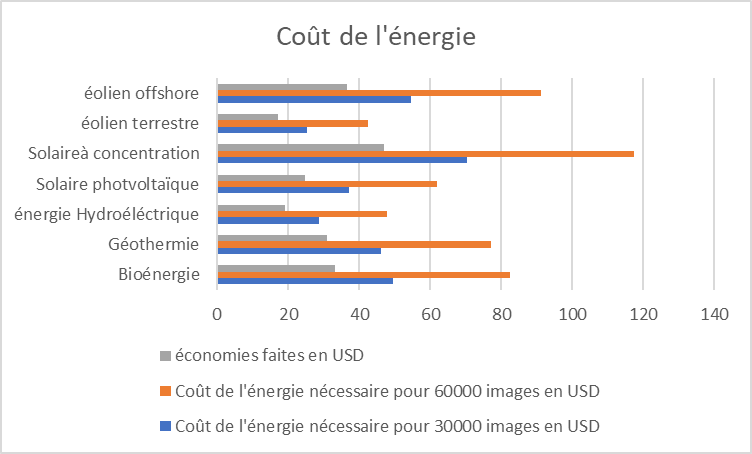 Coût de l'énergie
éolien offshore
éolien terrestre
Solaireà concentration
Solaire photvoltaïque
énergie Hydroéléctrique
Géothermie
Bioénergie
0 20 40 60 80 100 120 140
économies faites en USD
Coût de l'énergie nécessaire pour 60000 images en USD
Coût de l'énergie nécessaire pour 30000 images en USD